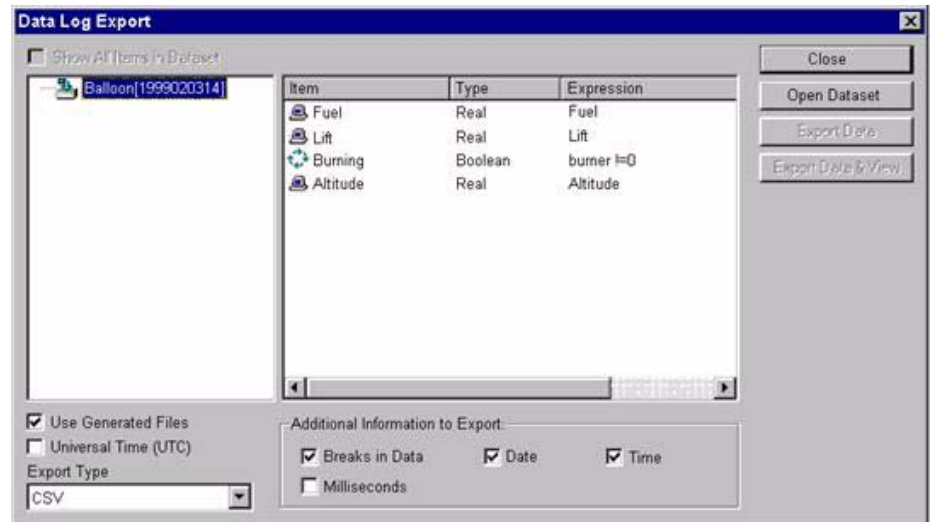 Data Log Export
Show All Items in Dataset
Balloon[1999020314]
Item Type Expression
Fuel Real Fuel
Lift Real Lift
Burning Boolean burner !=0
Altitude Real Altitude
Close
Open Dataset
Export Data
Export Data & View
Use Generated Files
Universal Time (UTC)
Export Type
CSV
Additional Information to Export:
Breaks in Data Date Time
Milliseconds